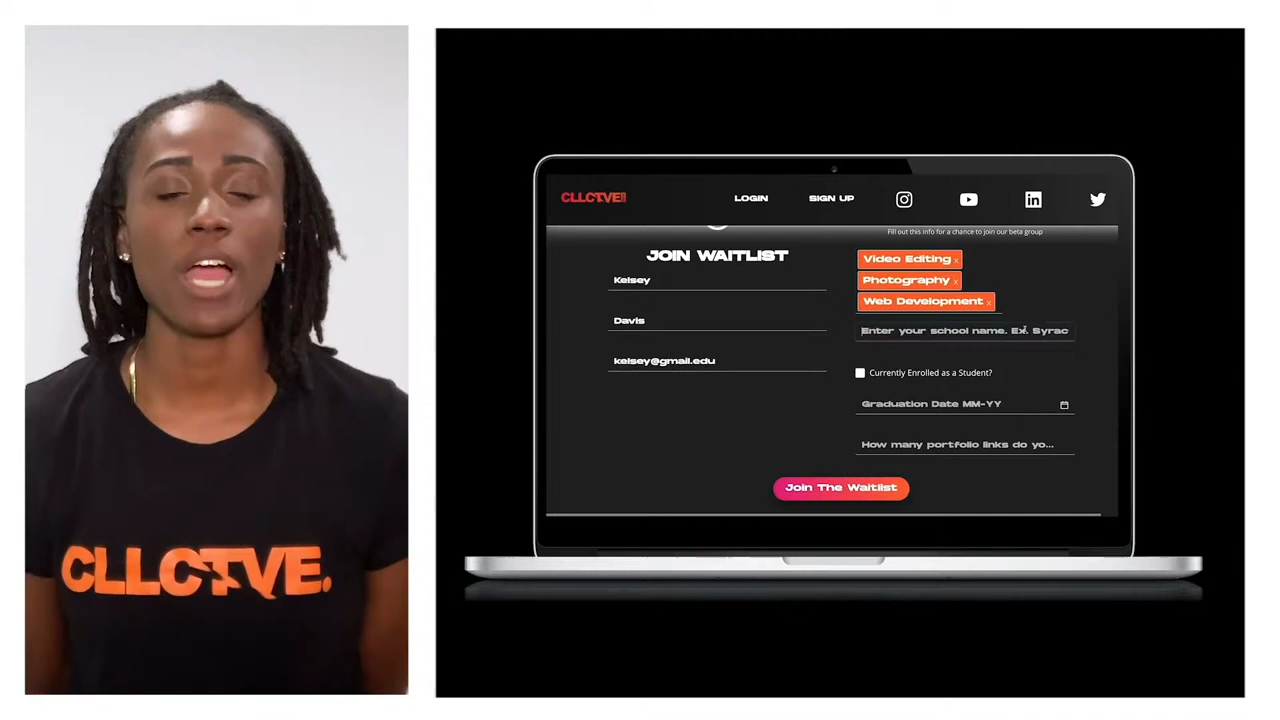 CLLCTVE.
CLLCTVE
LOGIN
SIGN UP
Fill out this info for a chance to join our beta group
JOIN WAITLIST
Kelsey
Davis
kelsey@gmail.edu
Video Editing x
Photography x
Web Development x
Enter your school name. Ex. Syrac
Currently Enrolled as a Student?
Graduation Date MM-YY
How many portfolio links do yo...
Join The Waitlist